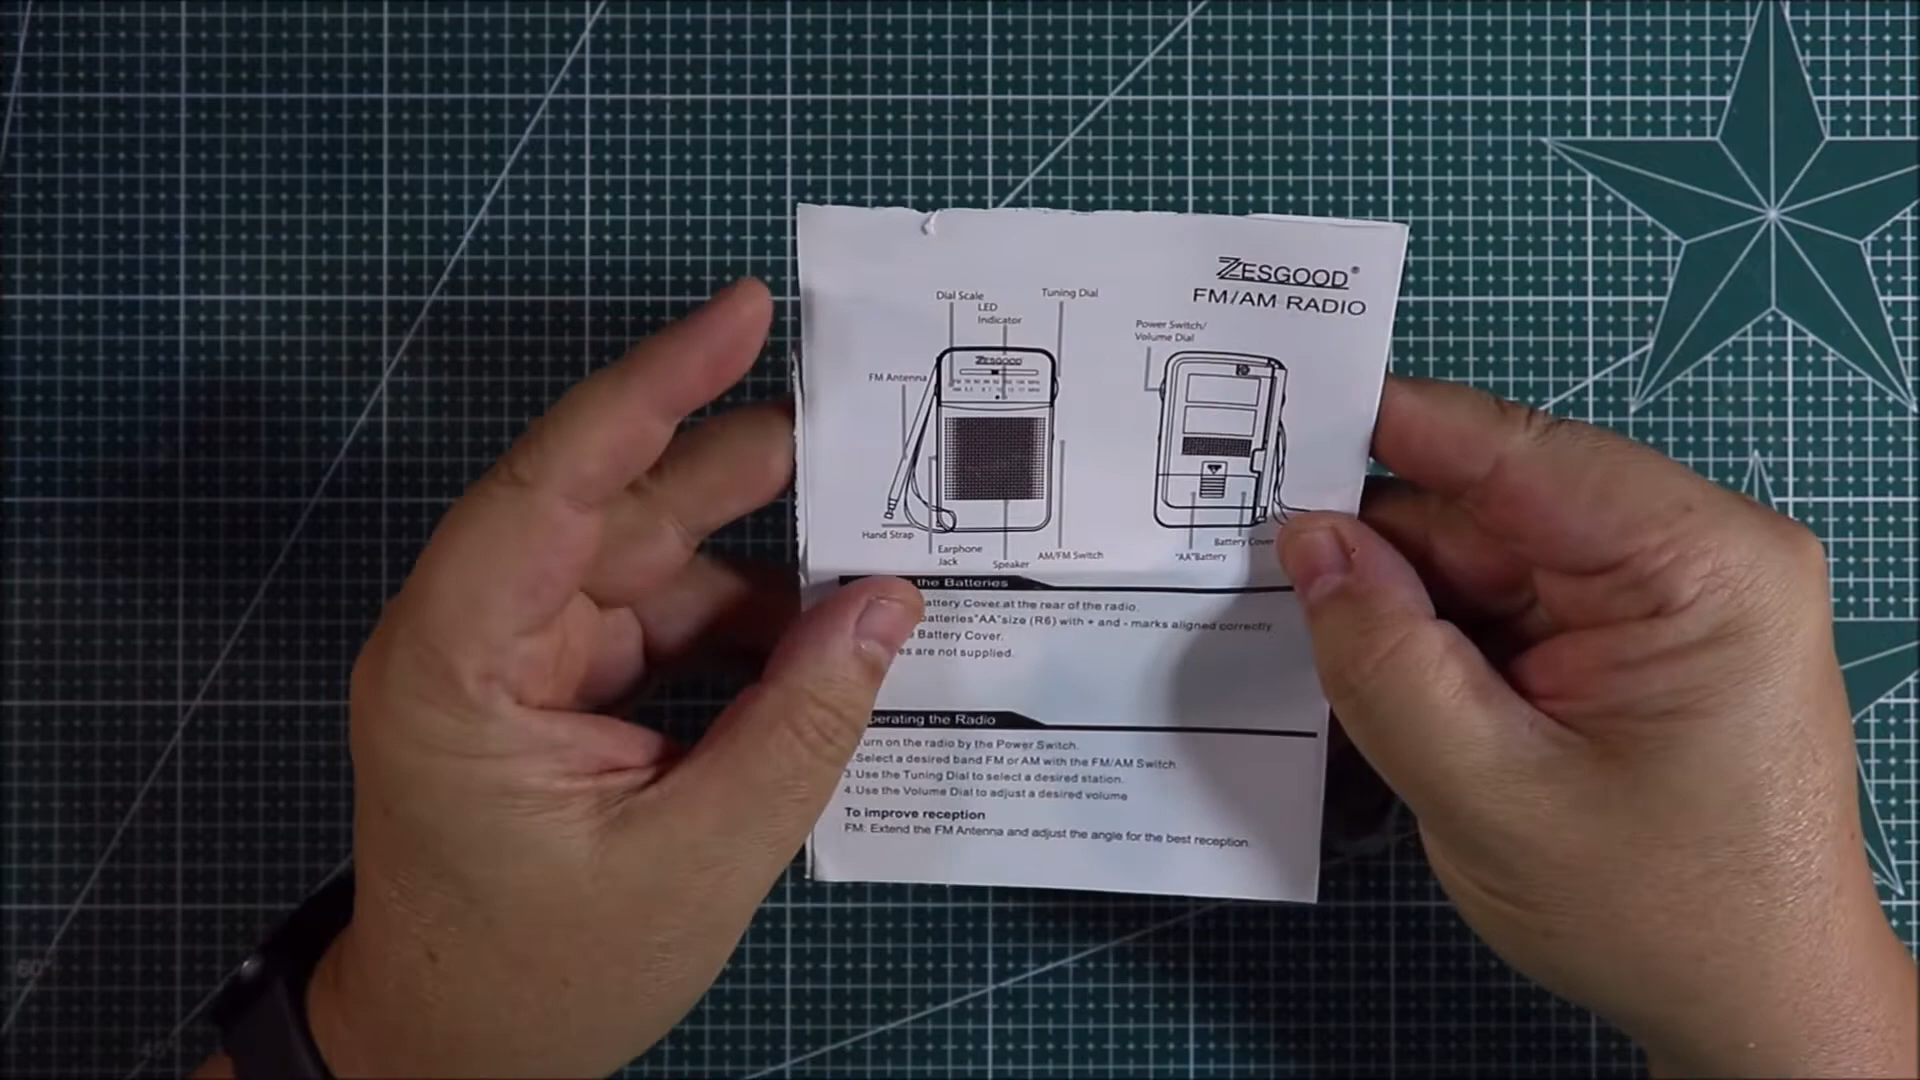 ZESGOOD®
FM/AM RADIO
Dial Scale
LED
Indicator
Tuning Dial
Power Switch/
Volume Dial
FM Antenna
ZESGOOD
Hand Strap
Earphone
Jack
Speaker
AM/FM Switch
"AA"Battery
Battery Cover
the Batteries
Cover at the rear of the radio.
"AA"size (R6) with + and - marks aligned correctly
Battery Cover.
are not supplied.
the Radio
on the radio by the Power Switch.
Select a desired band FM or AM with the FM/AM Switch
3.Use the Tuning Dial to select a desired station.
4.Use the Volume Dial to adjust a desired volume
To improve reception
FM: Extend the FM Antenna and adjust the angle for the best reception.